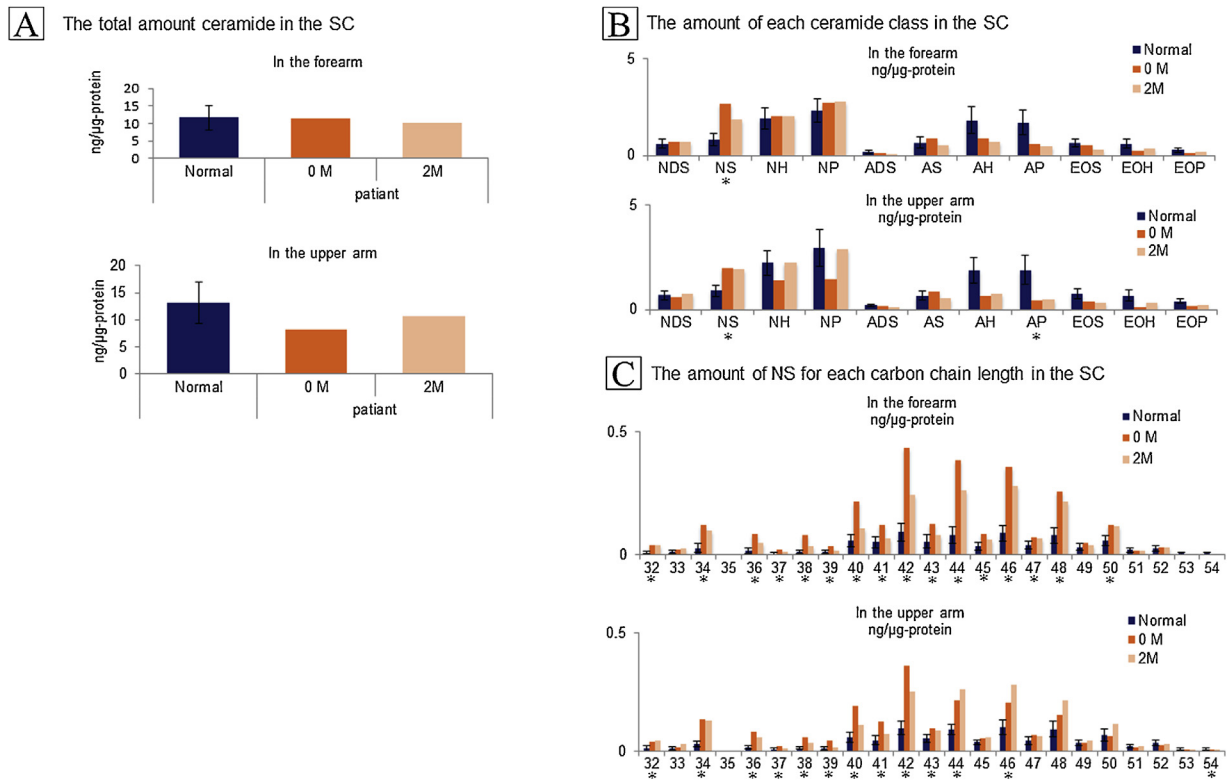 A The total amount ceramide in the SC
In the forearm
ng/µg-protein
20
15
10
5
0
Normal 0 M 2M
patiant
In the upper arm
ng/µg-protein
20
15
10
5
0
Normal 0 M 2M
patiant
B The amount of each ceramide class in the SC
In the forearm
ng/µg-protein
Normal
0 M
2M
5
0
NDS NS NH NP ADS AS AH AP EOS EOH EOP
*
In the upper arm
ng/µg-protein
Normal
0 M
2M
5
0
NDS NS NH NP ADS AS AH AP EOS EOH EOP
* *
C The amount of NS for each carbon chain length in the SC
In the forearm
ng/µg-protein
Normal
0 M
2M
0.5
0
32 33 34 35 36 37 38 39 40 41 42 43 44 45 46 47 48 49 50 51 52 53 54
* * * * * * * * * * * * * * * *
In the upper arm
ng/µg-protein
Normal
0 M
2M
0.5
0
32 33 34 35 36 37 38 39 40 41 42 43 44 45 46 47 48 49 50 51 52 53 54
* * * * * * * * * * * * *